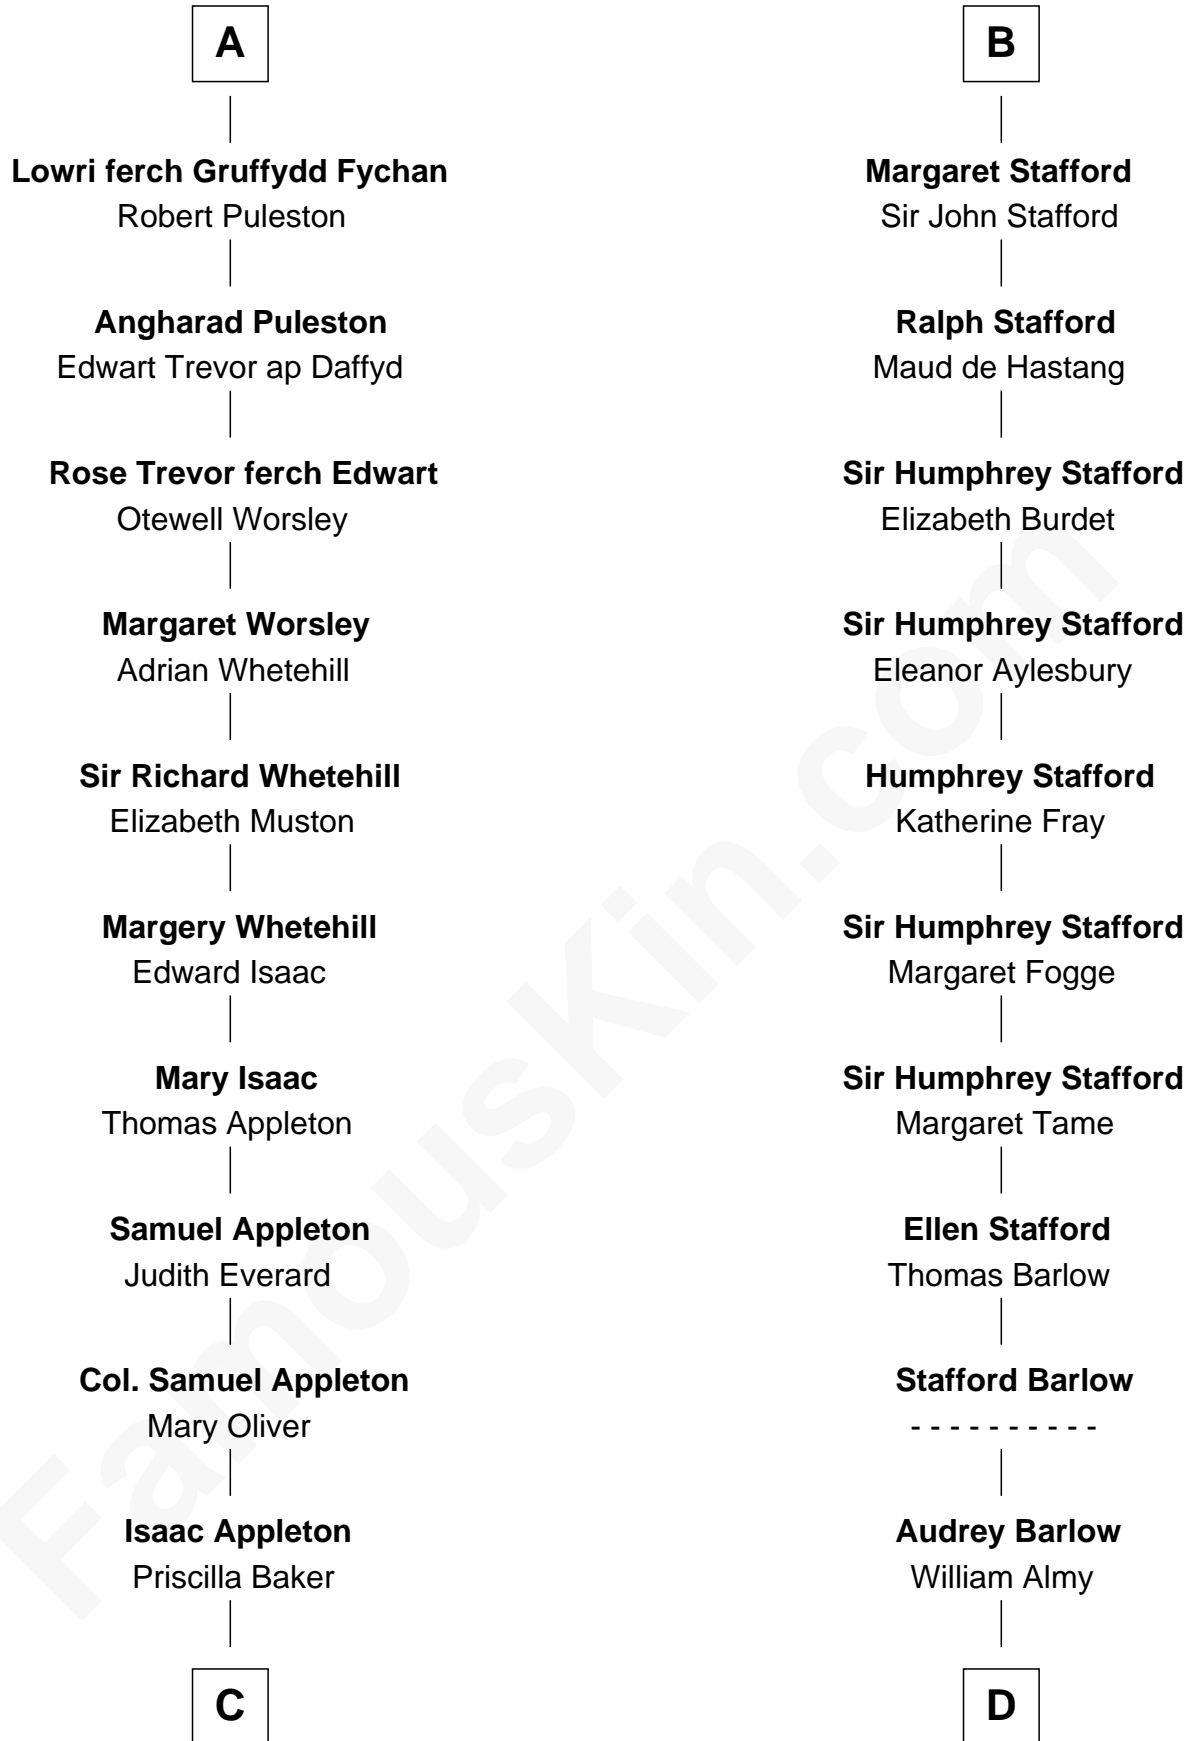 A
Lowri ferch Gruffydd Fychan
Robert Puleston
Angharad Puleston
Edwart Trevor ap Daffyd
Rose Trevor ferch Edwart
Otewell Worsley
Margaret Worsley
Adrian Whetehill
Sir Richard Whetehill
Elizabeth Muston
Margery Whetehill
Edward Isaac
Mary Isaac
Thomas Appleton
Samuel Appleton
Judith Everard
Col. Samuel Appleton
Mary Oliver
Isaac Appleton
Priscilla Baker
C
B
Margaret Stafford
Sir John Stafford
Ralph Stafford
Maud de Hastang
Sir Humphrey Stafford
Elizabeth Burdet
Sir Humphrey Stafford
Eleanor Aylesbury
Humphrey Stafford
Katherine Fray
Sir Humphrey Stafford
Margaret Fogge
Sir Humphrey Stafford
Margaret Tame
Ellen Stafford
Thomas Barlow
Stafford Barlow
- - - - - - - - - -
Audrey Barlow
William Almy
D
FamousKin.com